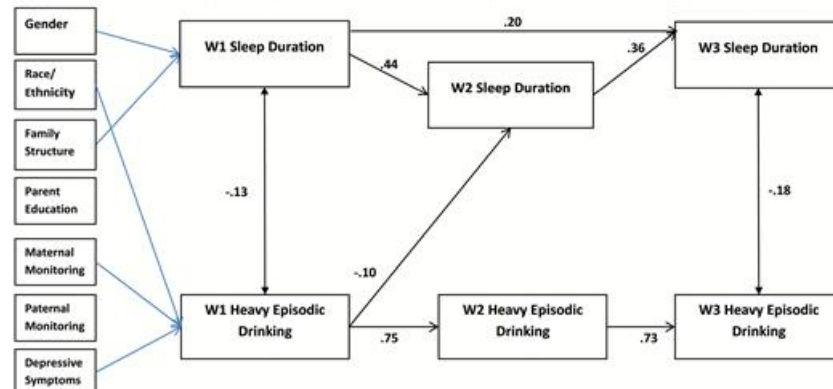 Gender
Race/
Ethnicity
Family
Structure
Parent
Education
Maternal
Monitoring
Paternal
Monitoring
Depressive
Symptoms
W1 Sleep Duration
.20
W3 Sleep Duration
.44
.36
W2 Sleep Duration
-.13
-.18
-.10
W1 Heavy Episodic
Drinking
W2 Heavy Episodic
Drinking
W3 Heavy Episodic
Drinking
.75
.73